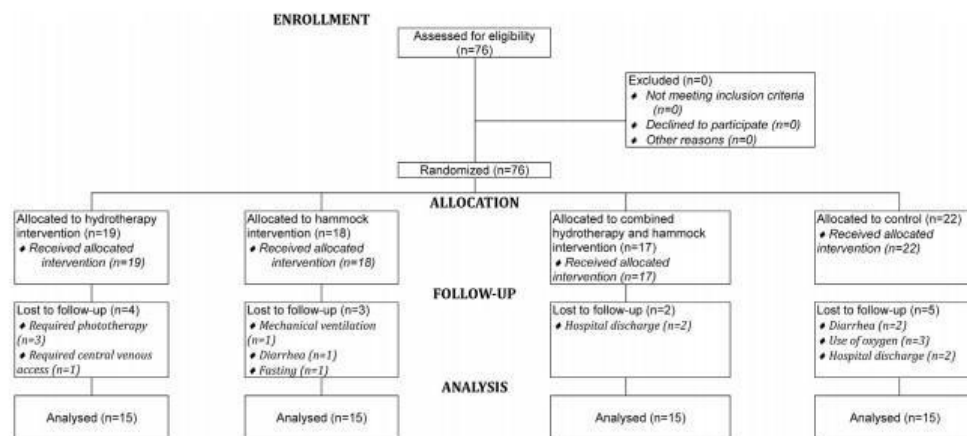 ENROLLMENT
Assessed for eligibility
(n=76)
Excluded (n=0)
♦ Not meeting inclusion criteria
(n=0)
♦ Declined to participate (n=0)
♦ Other reasons (n=0)
Randomized (n=76)
ALLOCATION
Allocated to hydrotherapy
intervention (n=19)
♦ Received allocated
intervention (n=19)
Allocated to hammock
intervention (n=18)
♦ Received allocated
intervention (n=18)
Allocated to combined
hydrotherapy and hammock
intervention (n=17)
♦ Received allocated
intervention (n=17)
Allocated to control (n=22)
♦ Received allocated
intervention (n=22)
FOLLOW-UP
Lost to follow-up (n=4)
♦ Required phototherapy
(n=3)
♦ Required central venous
access (n=1)
Lost to follow-up (n=3)
♦ Mechanical ventilation
(n=1)
♦ Diarrhea (n=1)
♦ Fasting (n=1)
Lost to follow-up (n=2)
♦ Hospital discharge (n=2)
Lost to follow-up (n=5)
♦ Diarrhea (n=2)
♦ Use of oxygen (n=3)
♦ Hospital discharge (n=2)
ANALYSIS
Analysed (n=15)
Analysed (n=15)
Analysed (n=15)
Analysed (n=15)